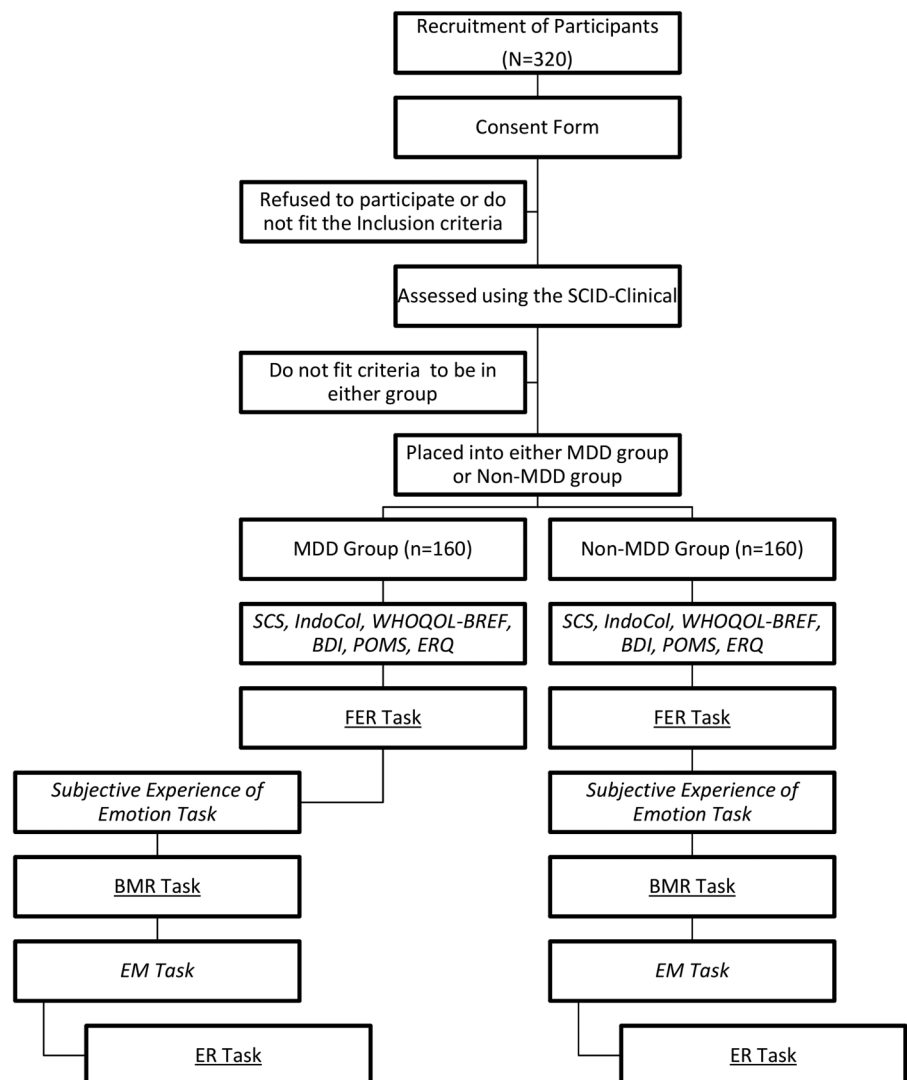 Recruitment of Participants
(N=320)
Consent Form
Refused to participate or do
not fit the Inclusion criteria
Assessed using the SCID-Clinical
Do not fit criteria to be in
either group
Placed into either MDD group
or Non-MDD group
MDD Group (n=160)
Non-MDD Group (n=160)
SCS, IndoCol, WHOQOL-BREF,
BDI, POMS, ERQ
SCS, IndoCol, WHOQOL-BREF,
BDI, POMS, ERQ
FER Task
FER Task
Subjective Experience of
Emotion Task
Subjective Experience of
Emotion Task
BMR Task
BMR Task
EM Task
EM Task
ER Task
ER Task